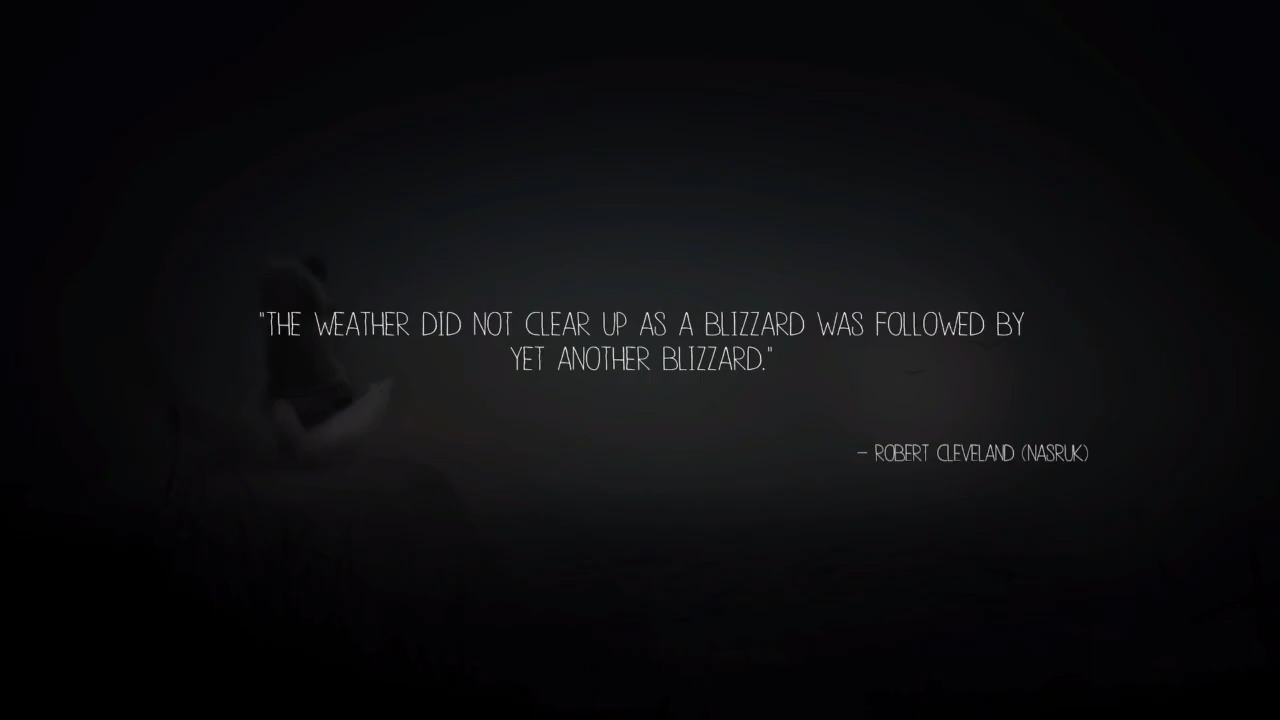 "THE WEATHER DID NOT CLEAR UP AS A BLIZZARD WAS FOLLOWED BY
YET ANOTHER BLIZZARD."
– ROBERT CLEVELAND (NASRUK)